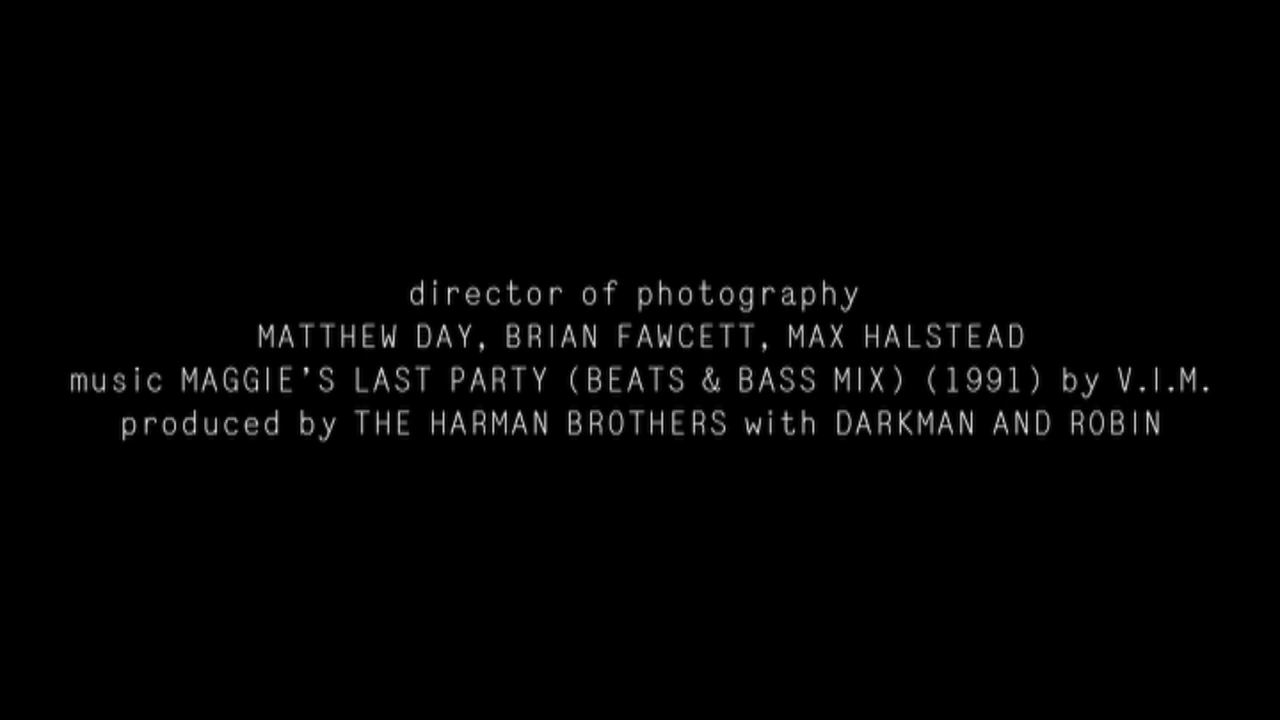 director of photography
MATTHEW DAY, BRIAN FAWCETT, MAX HALSTEAD
music MAGGIE'S LAST PARTY (BEATS & BASS MIX) (1991) by V.I.M.
produced by THE HARMAN BROTHERS with DARKMAN AND ROBIN